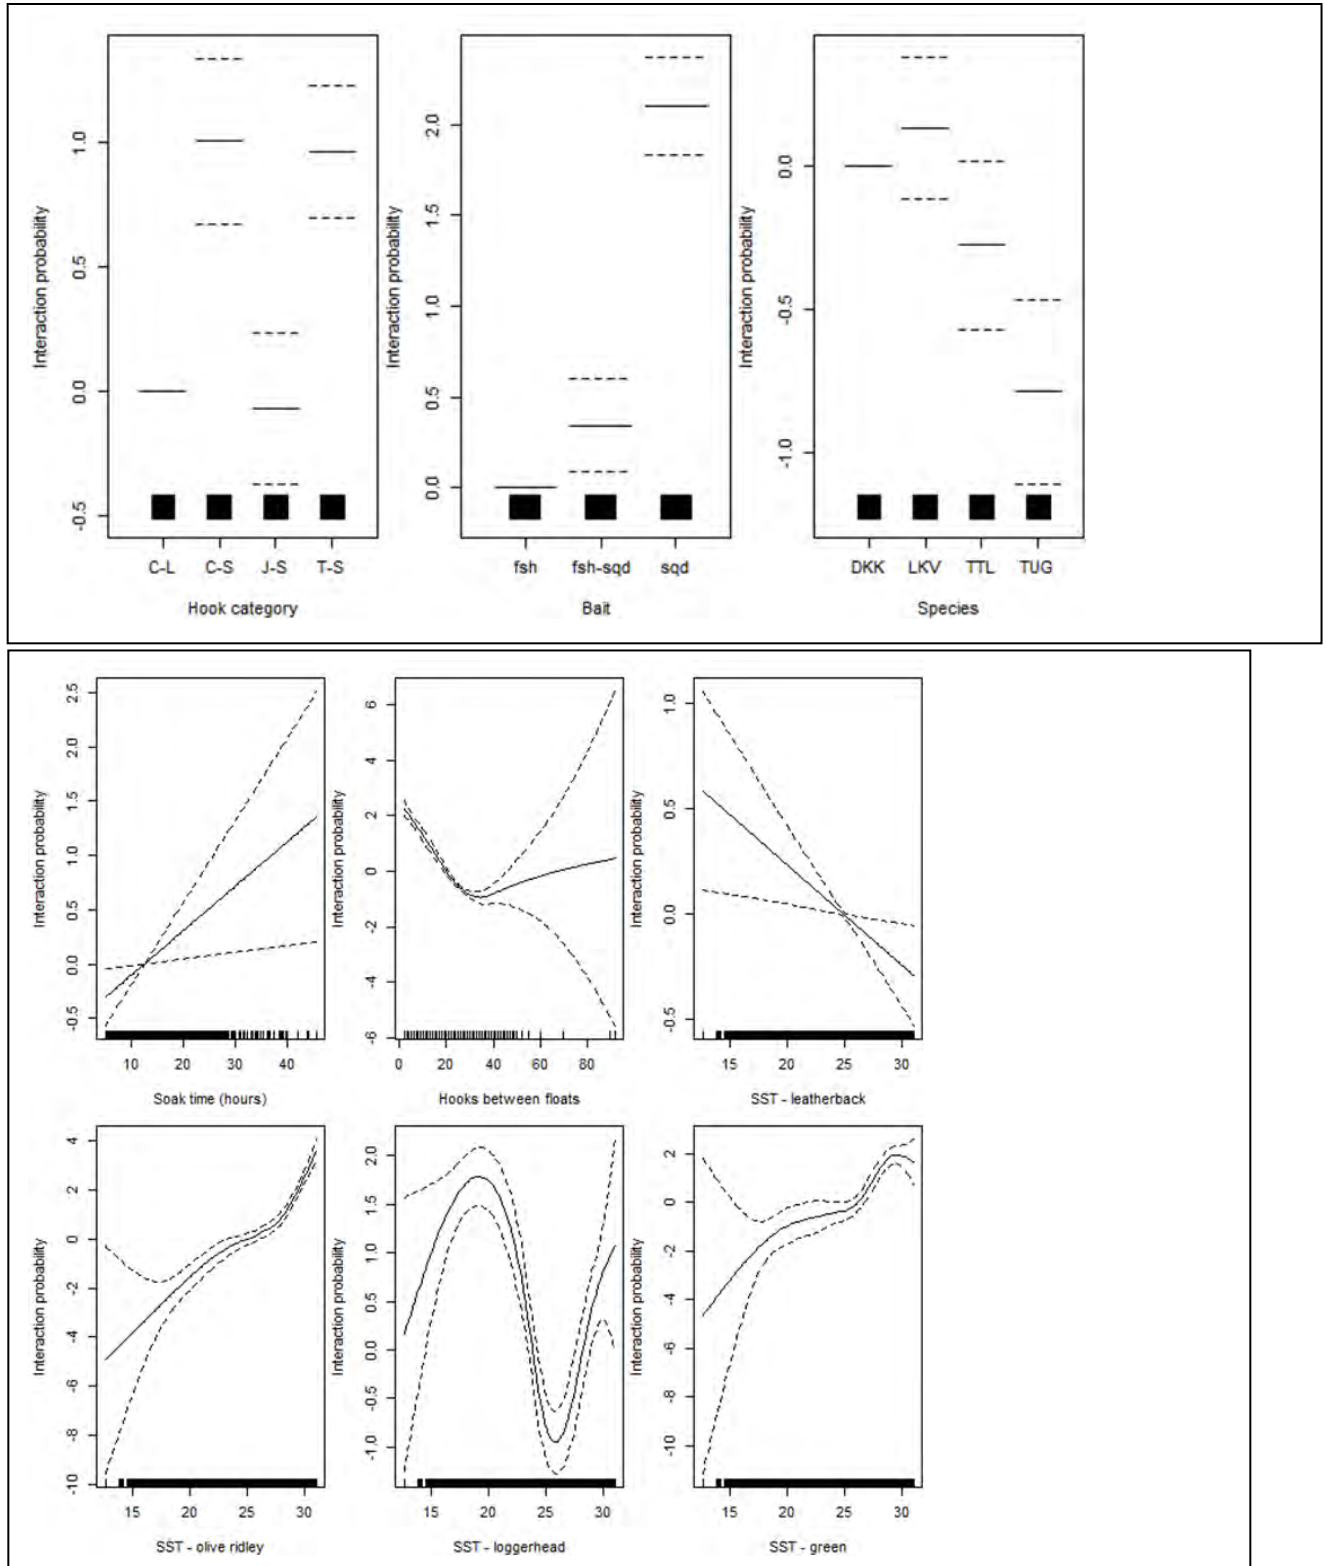 Interaction probability
1.0
0.5
0.0
-0.5
C-L C-S J-S T-S
Hook category
Interaction probability
2.0
1.5
1.0
0.5
0.0
fsh fsh-sqd sqd
Bait
Interaction probability
0.0
-0.5
-1.0
DKK LKV TTL TUG
Species
Interaction probability
2.5
2.0
1.5
1.0
0.5
0.0
-0.5
10 20 30 40
Soak time (hours)
Interaction probability
6
4
2
0
-2
-4
-6
0 20 40 60 80
Hooks between floats
Interaction probability
1.0
0.5
0.0
-0.5
15 20 25 30
SST - leatherback
Interaction probability
4
2
0
-2
-4
-6
-8
-10
15 20 25 30
SST - olive ridley
Interaction probability
2.0
1.5
1.0
0.5
0.0
-0.5
-1.0
15 20 25 30
SST - loggerhead
Interaction probability
2
0
-2
-4
-6
-8
-10
15 20 25 30
SST - green